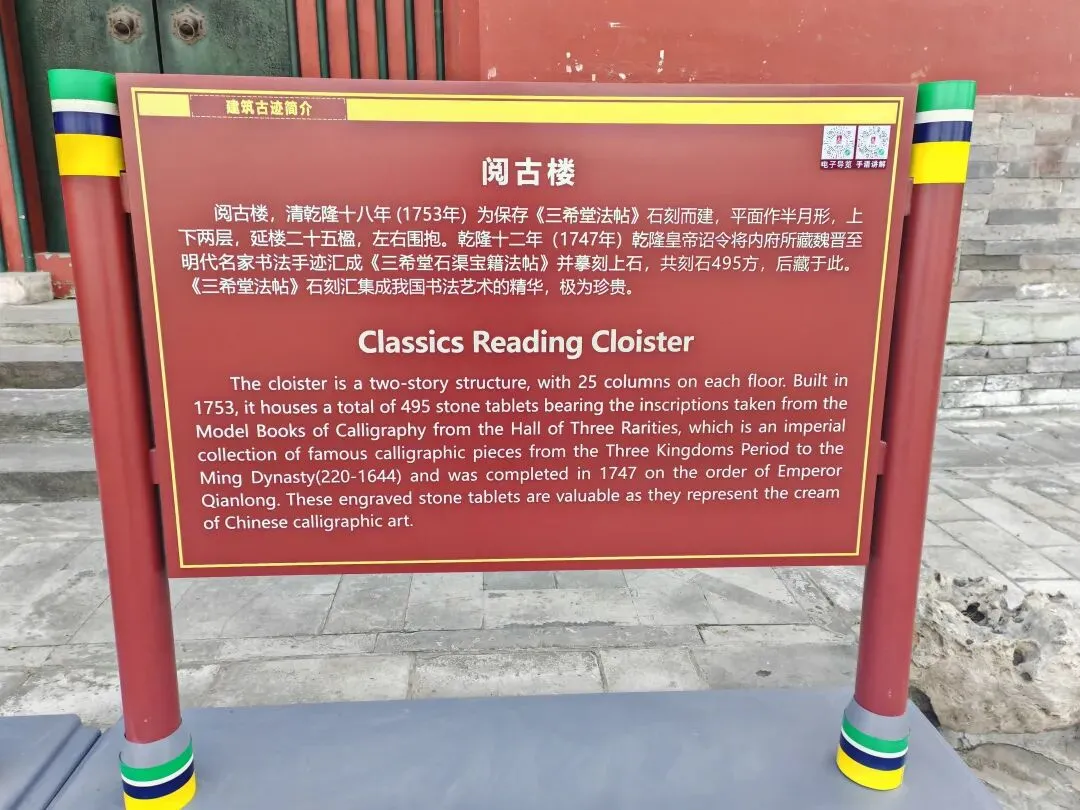 建筑古迹简介
电子导览 手语讲解
阅古楼
阅古楼，清乾隆十八年 (1753年) 为保存《三希堂法帖》石刻而建，平面作半月形，上
下两层，延楼二十五楹，左右围抱。乾隆十二年（1747年）乾隆皇帝诏令将内府所藏魏晋至
明代名家书法手迹汇成《三希堂石渠宝籍法帖》并摹刻上石，共刻石495方，后藏于此。
《三希堂法帖》石刻汇集成我国书法艺术的精华，极为珍贵。
Classics Reading Cloister
The cloister is a two-story structure, with 25 columns on each floor. Built in
1753, it houses a total of 495 stone tablets bearing the inscriptions taken from the
Model Books of Calligraphy from the Hall of Three Rarities, which is an imperial
collection of famous calligraphic pieces from the Three Kingdoms Period to the
Ming Dynasty(220-1644) and was completed in 1747 on the order of Emperor
Qianlong. These engraved stone tablets are valuable as they represent the cream
of Chinese calligraphic art.